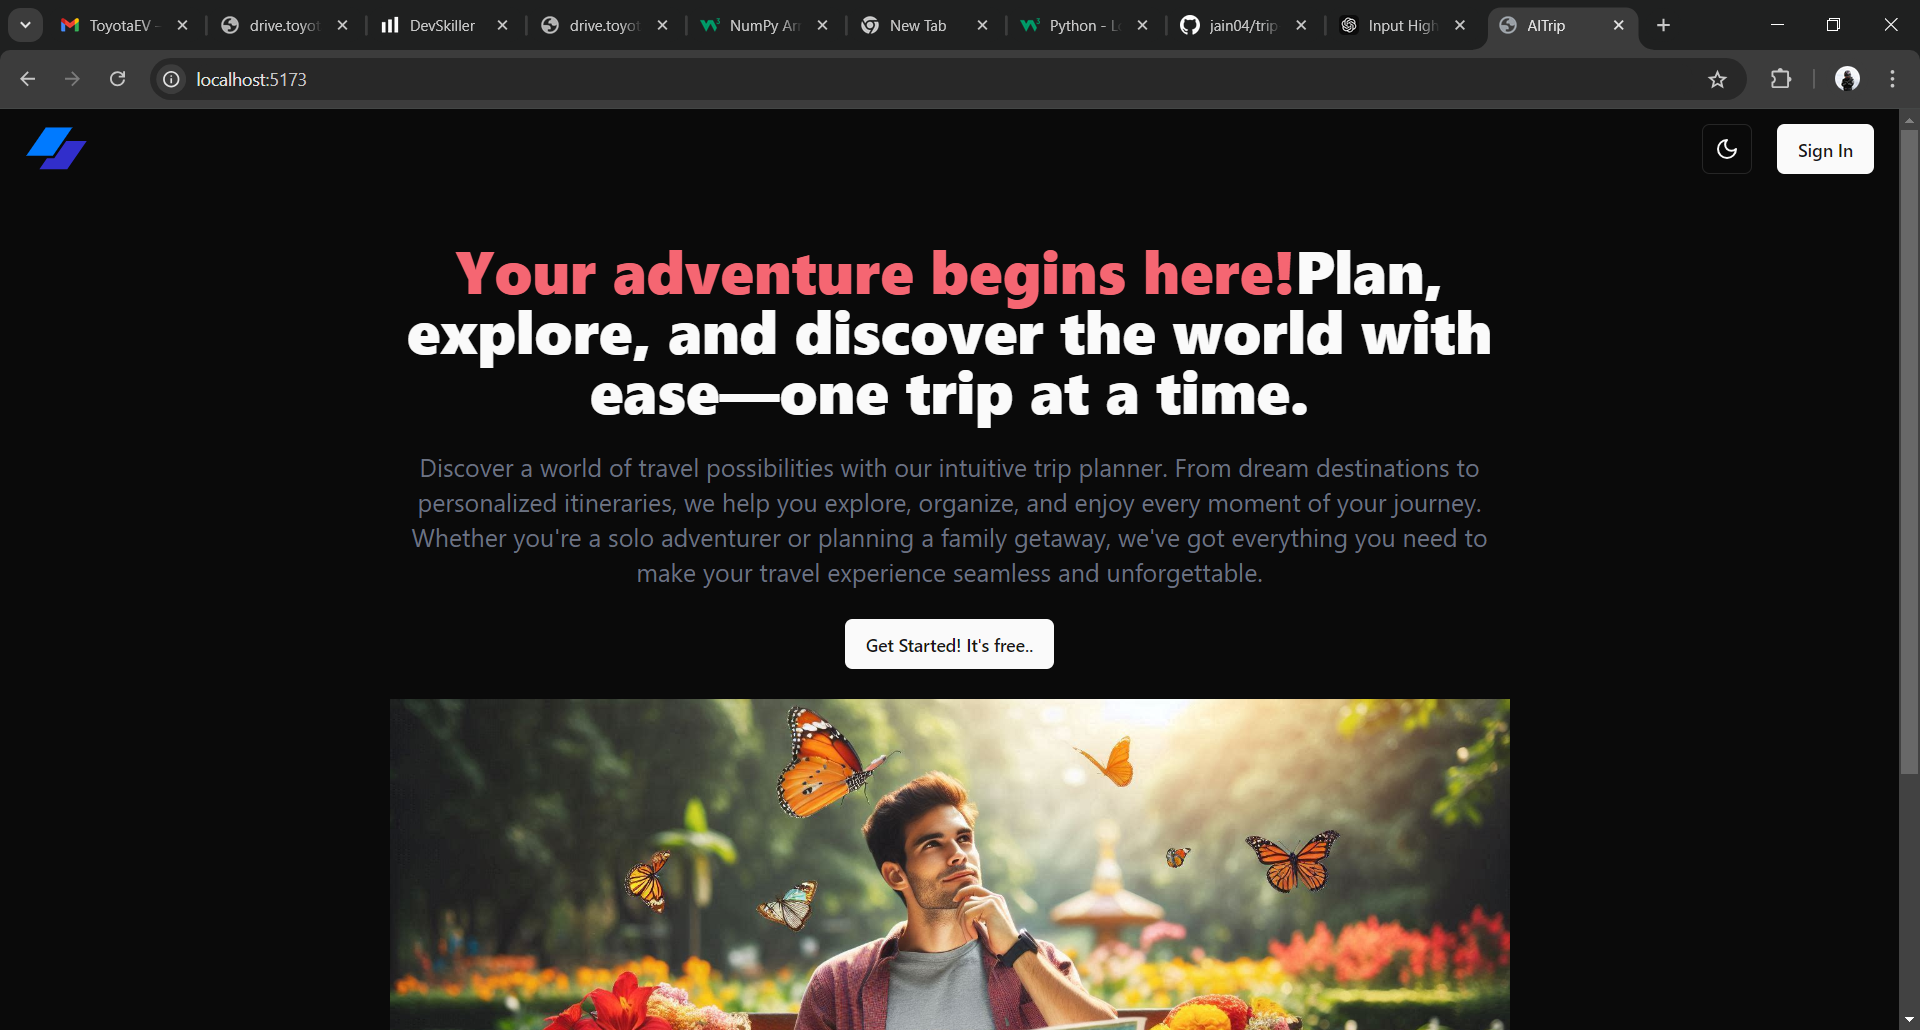 ToyotaEV -
drive.toyot
DevSkiller
drive.toyot
NumPy Ar
New Tab
Python - L
jain04/trip
Input High
AITrip
localhost:5173
Sign In
Your adventure begins here!Plan,
explore, and discover the world with
ease—one trip at a time.
Discover a world of travel possibilities with our intuitive trip planner. From dream destinations to
personalized itineraries, we help you explore, organize, and enjoy every moment of your journey.
Whether you're a solo adventurer or planning a family getaway, we've got everything you need to
make your travel experience seamless and unforgettable.
Get Started! It's free..